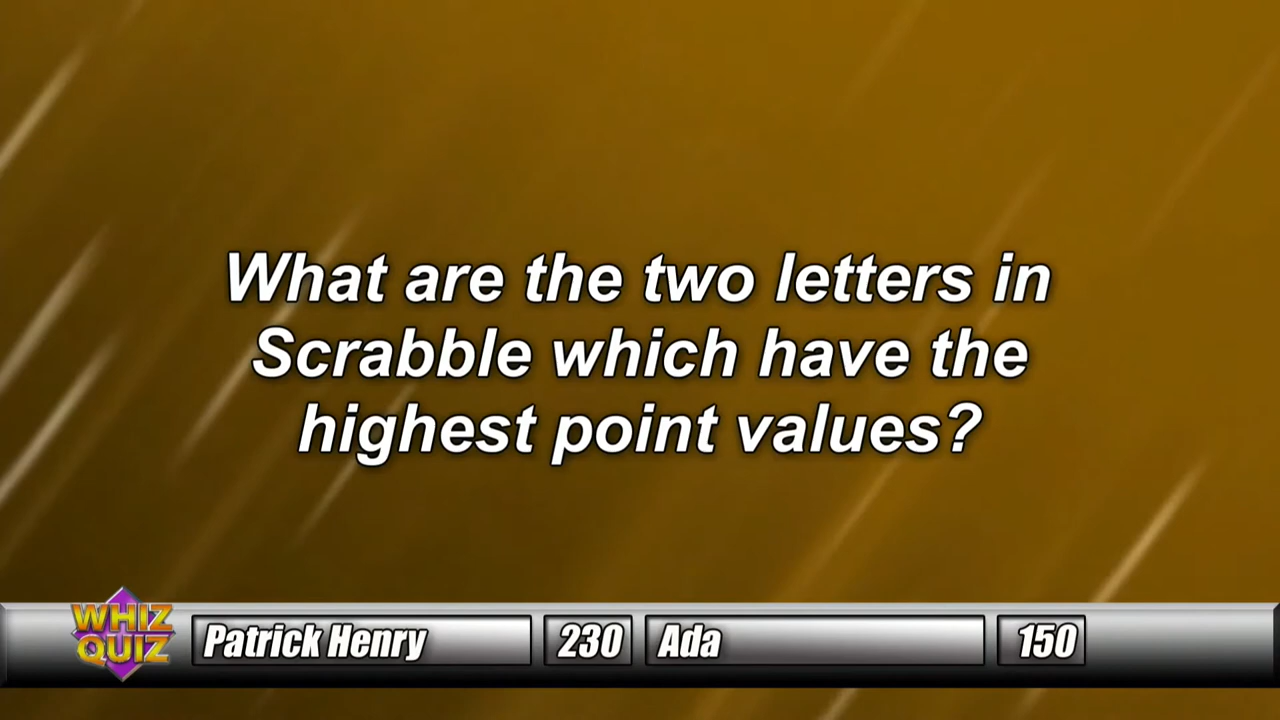 What are the two letters in
Scrabble which have the
highest point values?
WHIZ
QUIZ
Patrick Henry
230
Ada
150